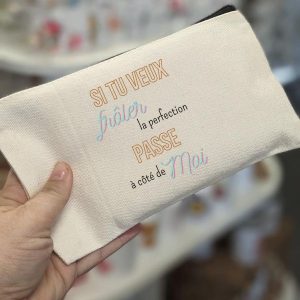 SI TU VEUX
frôler la perfection
PASSE
à côté de Moi